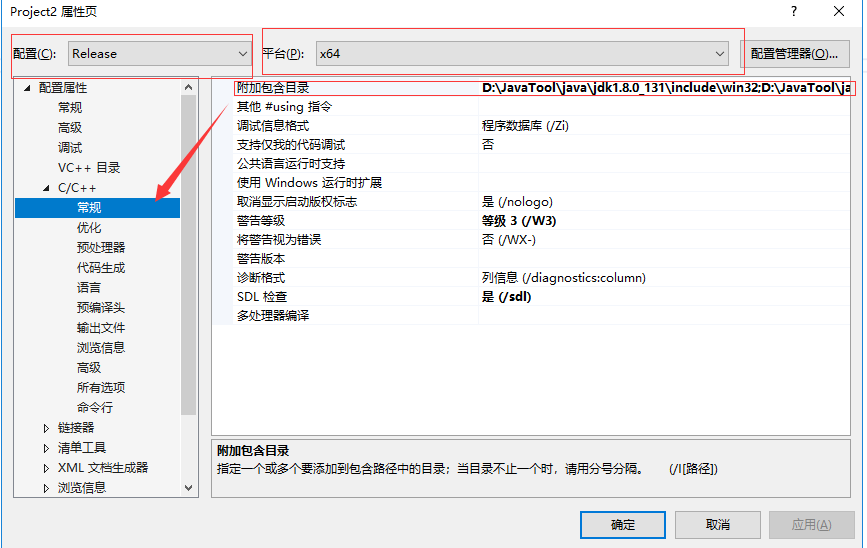 Project2 属性页
? ×
配置(C): Release 平台(P): x64 配置管理器(O)...
配置属性
常规
高级
调试
VC++ 目录
C/C++
常规
优化
预处理器
代码生成
语言
预编译头
输出文件
浏览信息
高级
所有选项
命令行
链接器
清单工具
XML 文档生成器
浏览信息
附加包含目录 D:\JavaTool\java\jdk1.8.0_131\include\win32;D:\JavaTool\ja
其他 #using 指令
调试信息格式 程序数据库 (/Zi)
支持仅我的代码调试 否
公共语言运行时支持
使用 Windows 运行时扩展
取消显示启动版权标志 是 (/nologo)
警告等级 等级 3 (/W3)
将警告视为错误 否 (/WX-)
警告版本
诊断格式 列信息 (/diagnostics:column)
SDL 检查 是 (/sdl)
多处理器编译
附加包含目录
指定一个或多个要添加到包含路径中的目录；当目录不止一个时，请用分号分隔。 (/I[路径])
确定 取消 应用(A)